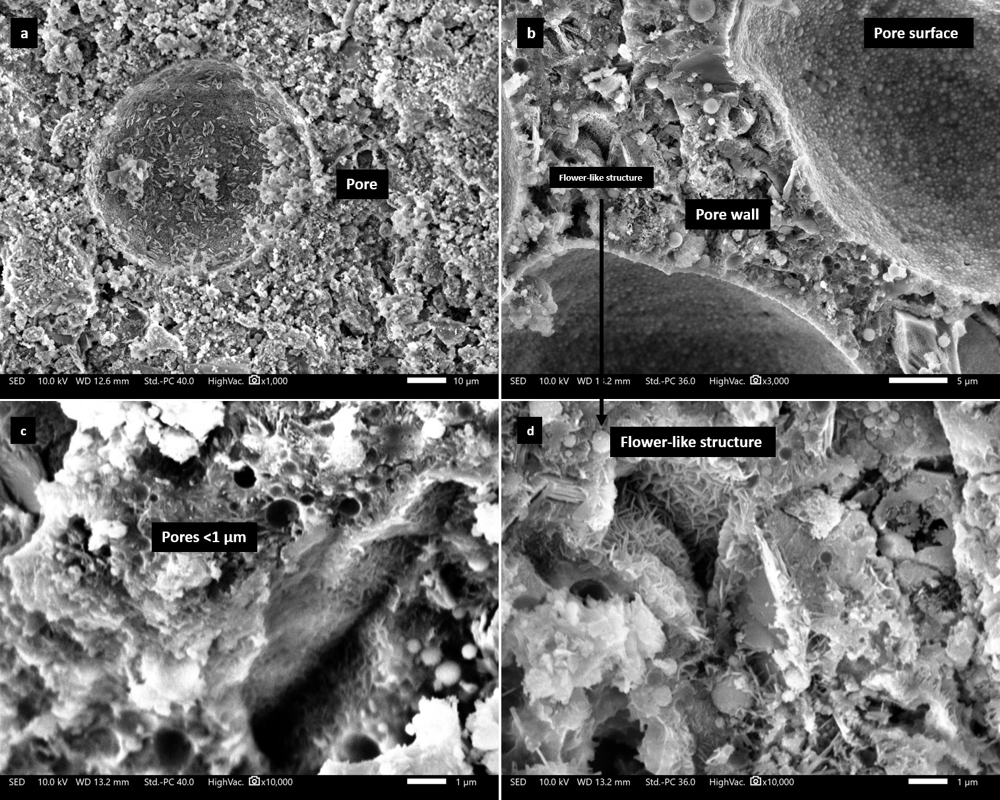 a
Pore
SED 10.0 kV WD 12.6 mm Std.-PC 40.0 HighVac. x1,000 10 µm
b
Pore surface
Flower-like structure
Pore wall
SED 10.0 kV WD .2 mm Std.-PC 36.0 HighVac. x3,000 5 µm
c
Pores <1 µm
SED 10.0 kV WD 13.2 mm Std.-PC 40.0 HighVac. x10,000 1 µm
d
Flower-like structure
SED 10.0 kV WD 13.2 mm Std.-PC 36.0 HighVac. x10,000 1 µm